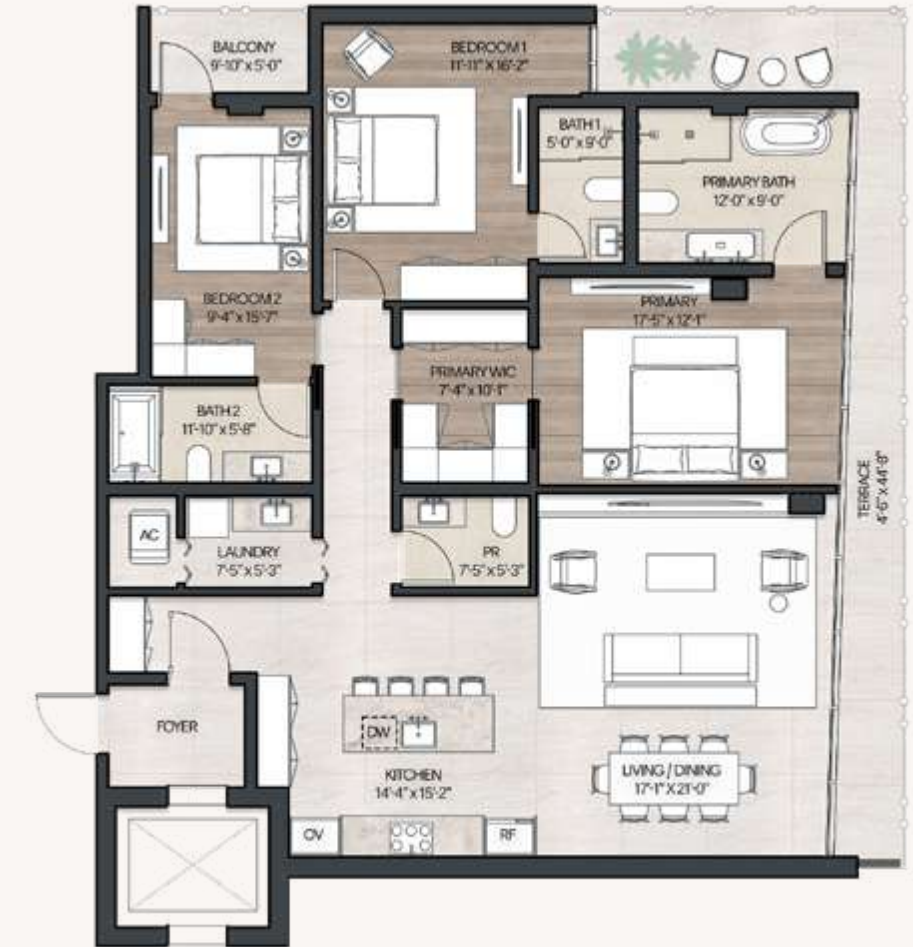 BALCONY
9'-10" x 5'-0"
BEDROOM 1
11'-11" X 16'-2"
BATH 1
5'-0" x 9'-0"
PRIMARY BATH
12'-0" x 9'-0"
BEDROOM 2
9'-4" x 15'-7"
PRIMARY
17'-5" x 12'-1"
PRIMARY WIC
7'-4" x 10'-1"
BATH 2
11'-10" x 5'-8"
TERRACE
4'-6" x 44'-8"
AC
LAUNDRY
7'-5" x 5'-3"
PR
7'-5" x 5'-3"
FOYER
DW
KITCHEN
14'-4" x 15'-2"
LIVING / DINING
17'-1" X 21'-0"
OV
RF